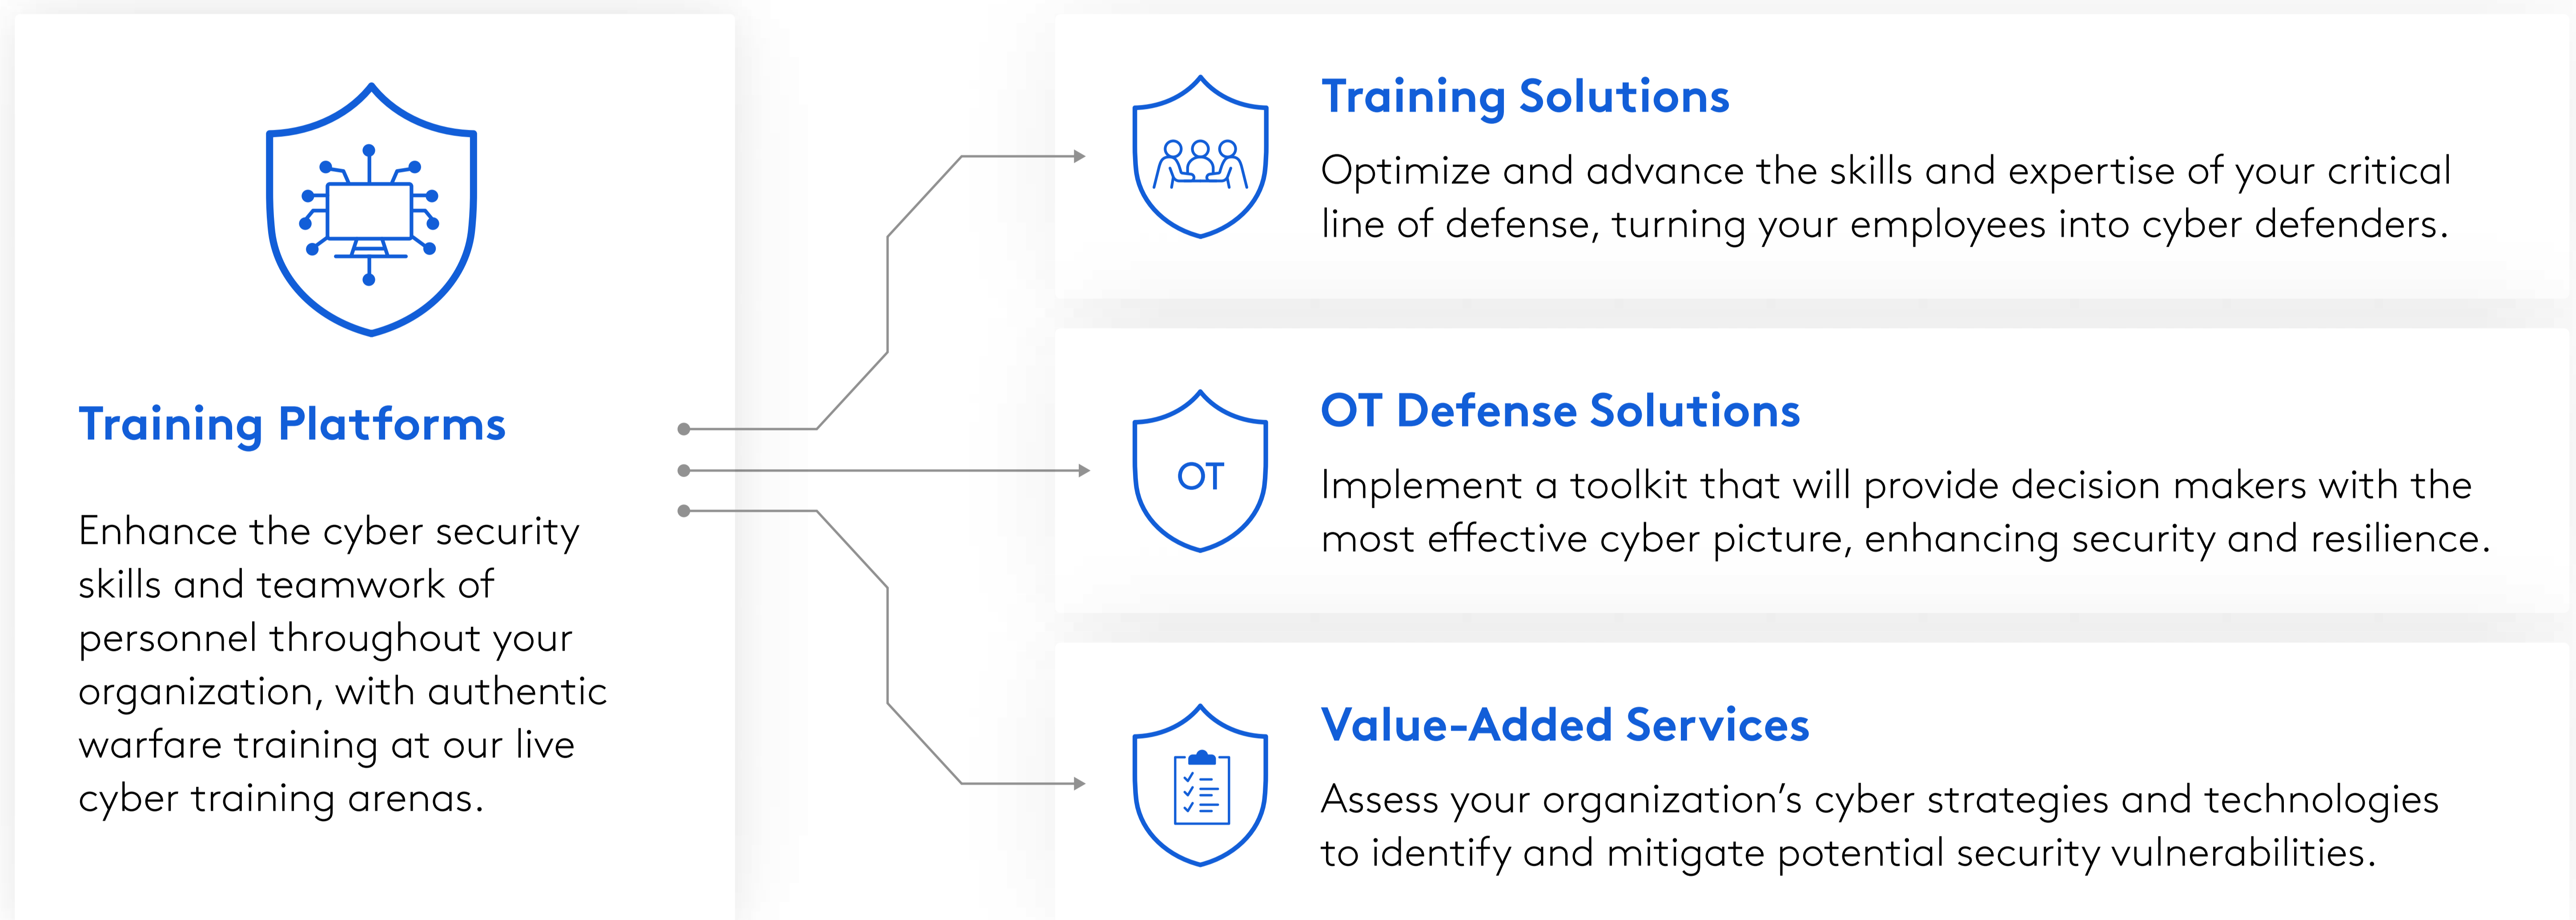 Training Platforms
Enhance the cyber security
skills and teamwork of
personnel throughout your
organization, with authentic
warfare training at our live
cyber training arenas.
Training Solutions
Optimize and advance the skills and expertise of your critical
line of defense, turning your employees into cyber defenders.
OT
OT Defense Solutions
Implement a toolkit that will provide decision makers with the
most effective cyber picture, enhancing security and resilience.
Value-Added Services
Assess your organization’s cyber strategies and technologies
to identify and mitigate potential security vulnerabilities.